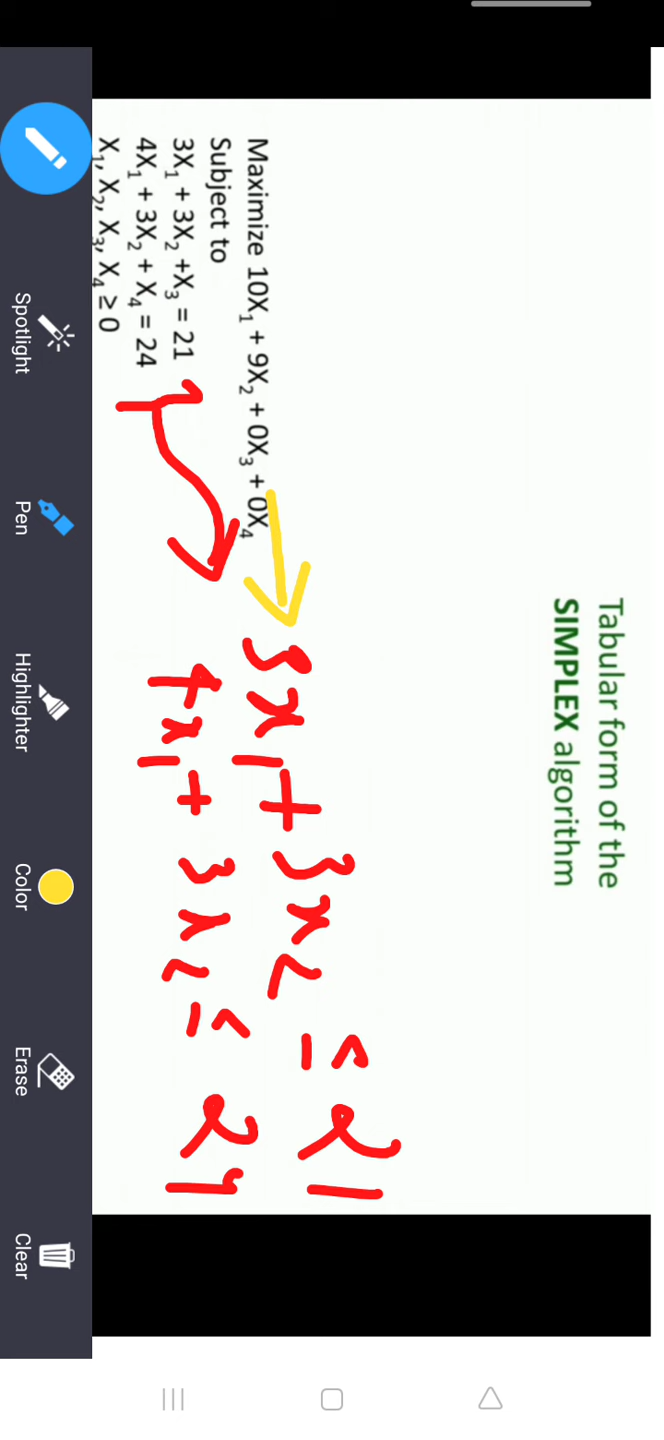 Tabular form of the
SIMPLEX algorithm
Maximize 10X₁ + 9X₂ + 0X₃ + 0X₄
Subject to
3X₁ + 3X₂ +X₃ = 21
4X₁ + 3X₂ + X₄ = 24
X₁, X₂, X₃, X₄ ≥ 0
3x₁ + 3x₂ ≤ 21
4x₁ + 3x₂ ≤ 24
Spotlight
Pen
Highlighter
Color
Erase
Clear